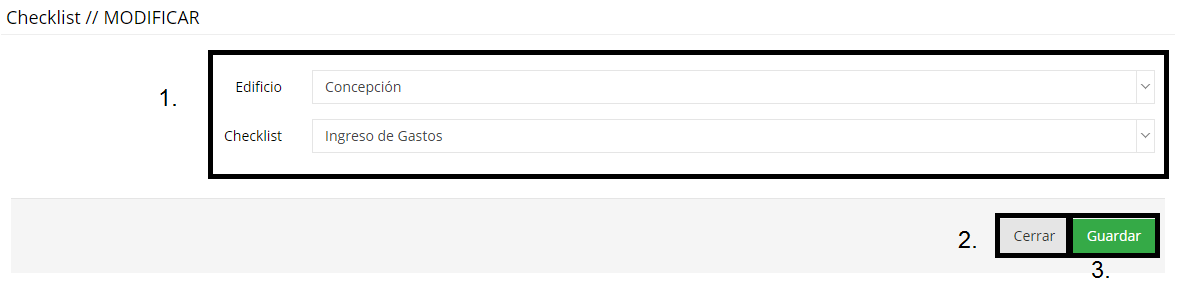 Checklist // MODIFICAR
1.
Edificio Concepción
Checklist Ingreso de Gastos
2. Cerrar Guardar
3.